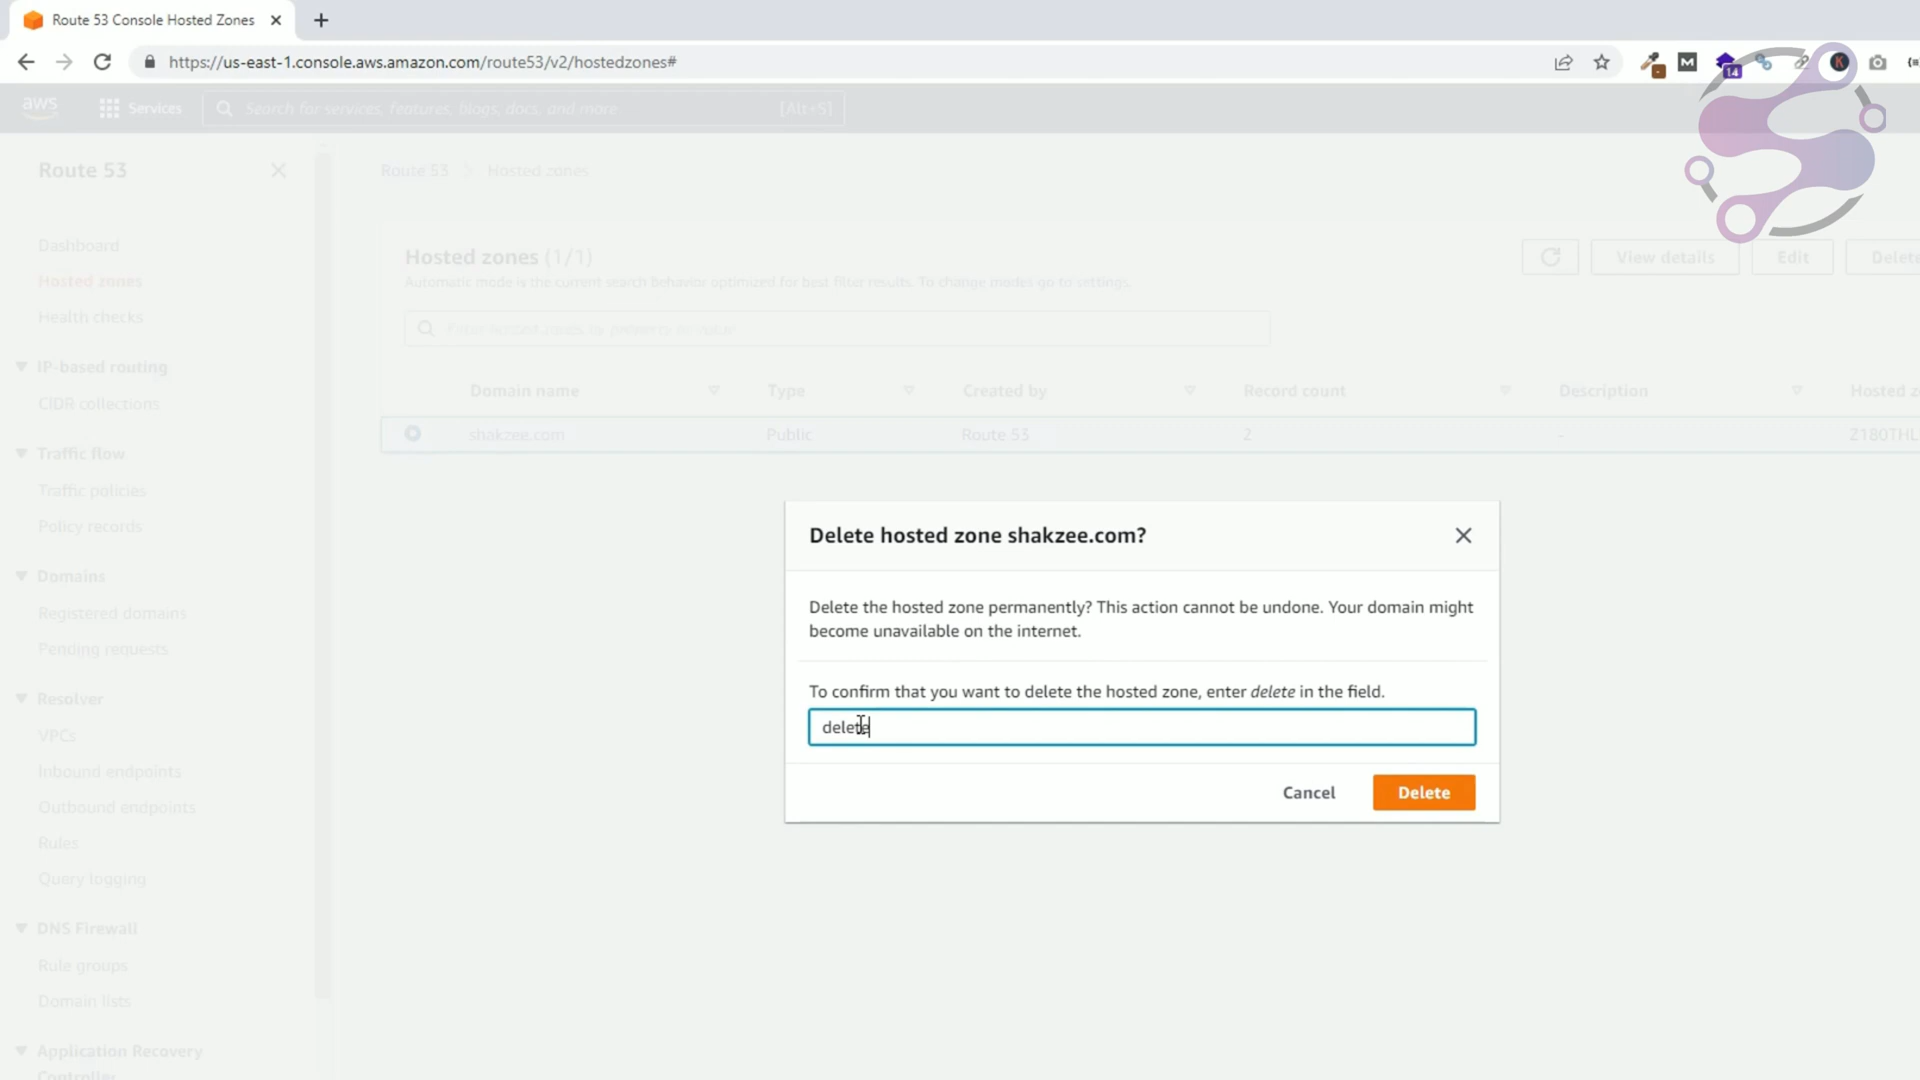 Route 53 Console Hosted Zones
https://us-east-1.console.aws.amazon.com/route53/v2/hostedzones#
M
14
K
aws
Services
Search for services, features, blogs, docs, and more
[Alt+S]
Route 53
Route 53 > Hosted zones
Dashboard
Hosted zones
Health checks
IP-based routing
CIDR collections
Traffic flow
Traffic policies
Policy records
Domains
Registered domains
Pending requests
Resolver
VPCs
Inbound endpoints
Outbound endpoints
Rules
Query logging
DNS Firewall
Rule groups
Domain lists
Application Recovery
Controller
Hosted zones (1/1)
View details
Edit
Delete
Automatic mode is the current search behavior optimized for best filter results. To change modes go to settings.
Domain name
Type
Created by
Record count
Description
Hosted z
shakzee.com
Public
Route 53
2
-
Z180THL
Delete hosted zone shakzee.com?
Delete the hosted zone permanently? This action cannot be undone. Your domain might
become unavailable on the internet.
To confirm that you want to delete the hosted zone, enter delete in the field.
delete
Cancel
Delete